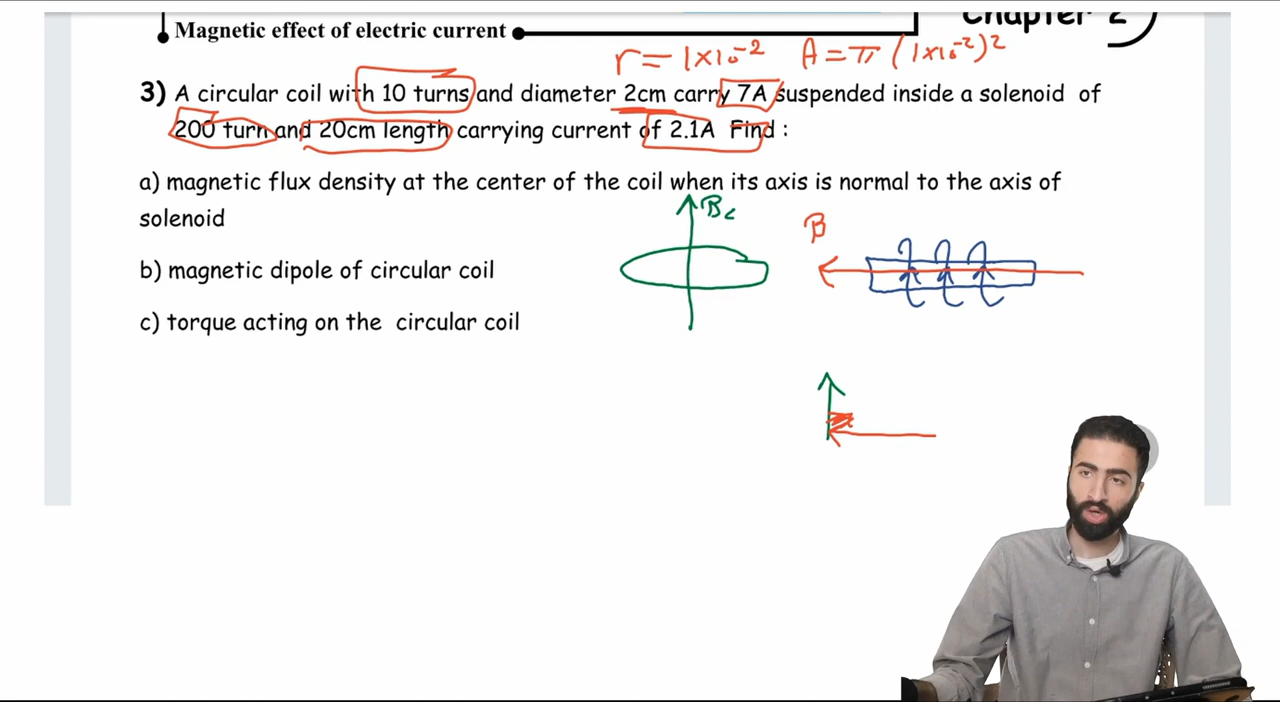 Chapter 2
Magnetic effect of electric current
r = 1×10⁻² A = π (1×10⁻²)²
3) A circular coil with 10 turns and diameter 2cm carry 7A suspended inside a solenoid of
200 turn and 20cm length carrying current of 2.1A Find :
a) magnetic flux density at the center of the coil when its axis is normal to the axis of
solenoid
Bc
B
b) magnetic dipole of circular coil
c) torque acting on the circular coil